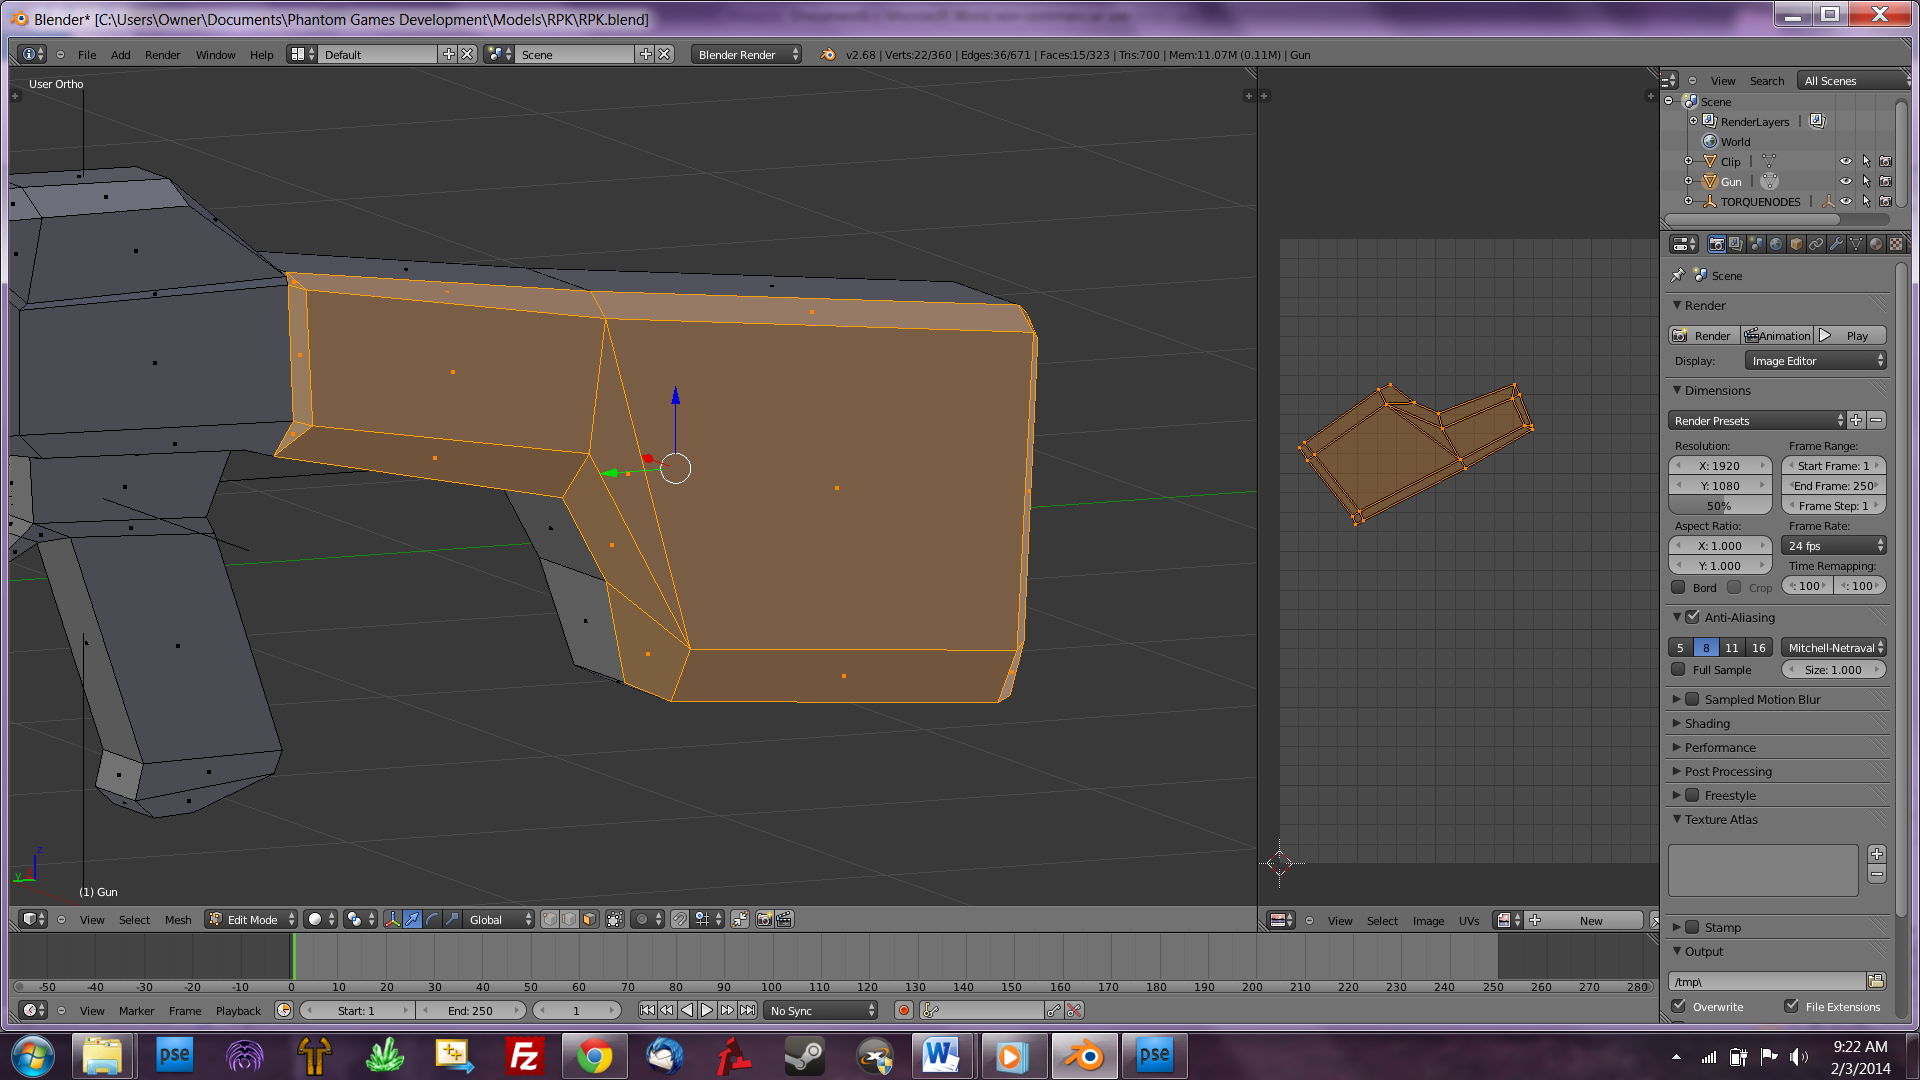 Blender* [C:\Users\Owner\Documents\Phantom Games Development\Models\RPK\RPK.blend]
File Add Render Window Help Default Scene Blender Render v2.68 | Verts:22/360 | Edges:36/671 | Faces:15/323 | Tris:700 | Mem:11.07M (0.11M) | Gun
User Ortho
View Search All Scenes
Scene
RenderLayers
World
Clip
Gun
TORQUENODES
Scene
Render
Render Animation Play
Display: Image Editor
Dimensions
Render Presets
Resolution: Frame Range:
X: 1920 Start Frame: 1
Y: 1080 End Frame: 250
50% Frame Step: 1
Aspect Ratio: Frame Rate:
X: 1.000 24 fps
Y: 1.000 Time Remapping:
Bord Crop : 100 : 100
Anti-Aliasing
5 8 11 16 Mitchell-Netraval
Full Sample Size: 1.000
Sampled Motion Blur
Shading
Performance
Post Processing
Freestyle
Texture Atlas
Stamp
Output
/tmp\
Overwrite File Extensions
z
y
(1) Gun
View Select Mesh Edit Mode Global
View Select Image UVs New
-50 -40 -30 -20 -10 0 10 20 30 40 50 60 70 80 90 100 110 120 130 140 150 160 170 180 190 200 210 220 230 240 250 260 270 280
View Marker Frame Playback Start: 1 End: 250 1 No Sync
pse
Fz
W
pse
9:22 AM
2/3/2014